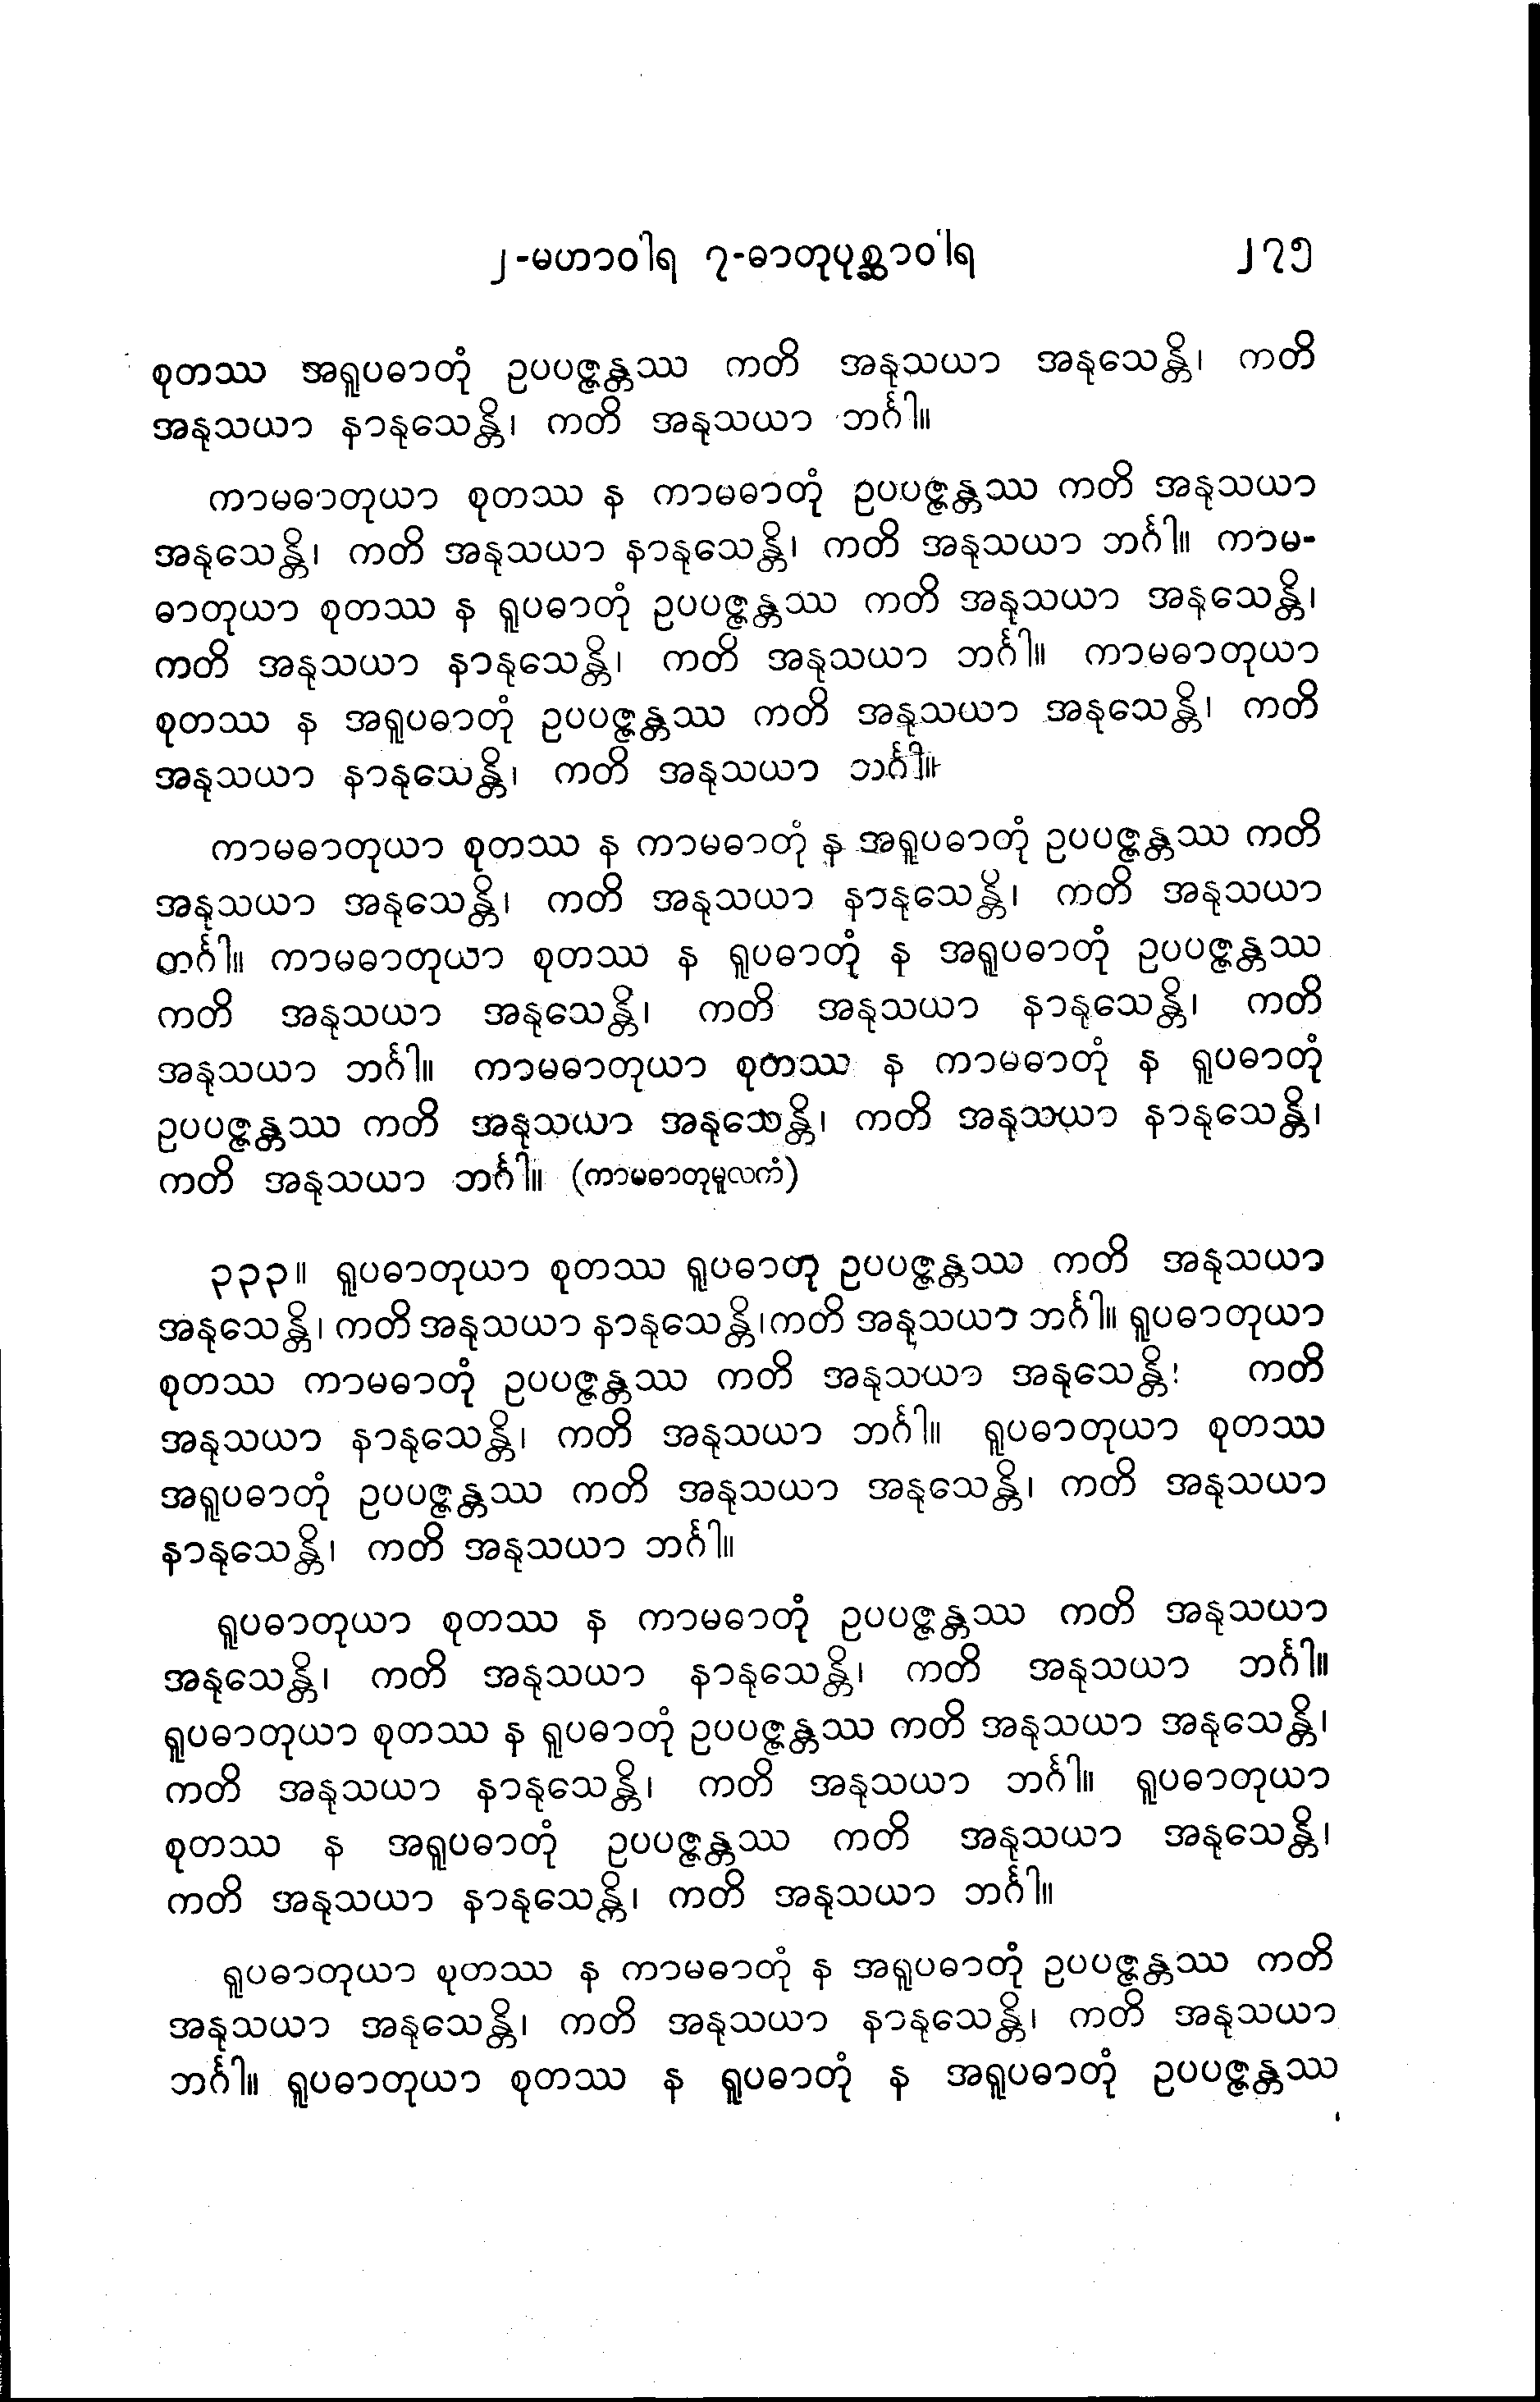 ၂-မဟာဝါရ ၇-ဓာတုပုစ္ဆာဝါရ ၂၇၅
စုတဿ အရူပဓာတုံ ဥပပဇ္ဇန္တဿ ကတိ အနုသယာ အနုသေန္တိ၊ ကတိ
အနုသယာ နာနုသေန္တိ၊ ကတိ အနုသယာ ဘင်္ဂါ။
ကာမဓာတုယာ စုတဿ န ကာမဓာတုံ ဥပပဇ္ဇန္တဿ ကတိ အနုသယာ
အနုသေန္တိ၊ ကတိ အနုသယာ နာနုသေန္တိ၊ ကတိ အနုသယာ ဘင်္ဂါ။ ကာမ-
ဓာတုယာ စုတဿ န ရူပဓာတုံ ဥပပဇ္ဇန္တဿ ကတိ အနုသယာ အနုသေန္တိ၊
ကတိ အနုသယာ နာနုသေန္တိ၊ ကတိ အနုသယာ ဘင်္ဂါ။ ကာမဓာတုယာ
စုတဿ န အရူပဓာတုံ ဥပပဇ္ဇန္တဿ ကတိ အနုသယာ အနုသေန္တိ၊ ကတိ
အနုသယာ နာနုသေန္တိ၊ ကတိ အနုသယာ ဘင်္ဂါ။
ကာမဓာတုယာ စုတဿ န ကာမဓာတုံ န အရူပဓာတုံ ဥပပဇ္ဇန္တဿ ကတိ
အနုသယာ အနုသေန္တိ၊ ကတိ အနုသယာ နာနုသေန္တိ၊ ကတိ အနုသယာ
ဘင်္ဂါ။ ကာမဓာတုယာ စုတဿ န ရူပဓာတုံ န အရူပဓာတုံ ဥပပဇ္ဇန္တဿ
ကတိ အနုသယာ အနုသေန္တိ၊ ကတိ အနုသယာ နာနုသေန္တိ၊ ကတိ
အနုသယာ ဘင်္ဂါ။ ကာမဓာတုယာ စုတဿ န ကာမဓာတုံ န ရူပဓာတုံ
ဥပပဇ္ဇန္တဿ ကတိ အနုသယာ အနုသေန္တိ၊ ကတိ အနုသယာ နာနုသေန္တိ၊
ကတိ အနုသယာ ဘင်္ဂါ။ (ကာမဓာတုမူလကံ)
၃၃၃။ ရူပဓာတုယာ စုတဿ ရူပဓာတု ဥပပဇ္ဇန္တဿ ကတိ အနုသယာ
အနုသေန္တိ၊ ကတိ အနုသယာ နာနုသေန္တိ၊ကတိ အနုသယာ ဘင်္ဂါ။ ရူပဓာတုယာ
စုတဿ ကာမဓာတုံ ဥပပဇ္ဇန္တဿ ကတိ အနုသယာ အနုသေန္တိ၊ ကတိ
အနုသယာ နာနုသေန္တိ၊ ကတိ အနုသယာ ဘင်္ဂါ။ ရူပဓာတုယာ စုတဿ
အရူပဓာတုံ ဥပပဇ္ဇန္တဿ ကတိ အနုသယာ အနုသေန္တိ၊ ကတိ အနုသယာ
နာနုသေန္တိ၊ ကတိ အနုသယာ ဘင်္ဂါ။
ရူပဓာတုယာ စုတဿ န ကာမဓာတုံ ဥပပဇ္ဇန္တဿ ကတိ အနုသယာ
အနုသေန္တိ၊ ကတိ အနုသယာ နာနုသေန္တိ၊ ကတိ အနုသယာ ဘင်္ဂါ။
ရူပဓာတုယာ စုတဿ န ရူပဓာတုံ ဥပပဇ္ဇန္တဿ ကတိ အနုသယာ အနုသေန္တိ၊
ကတိ အနုသယာ နာနုသေန္တိ၊ ကတိ အနုသယာ ဘင်္ဂါ။ ရူပဓာတုယာ
စုတဿ န အရူပဓာတုံ ဥပပဇ္ဇန္တဿ ကတိ အနုသယာ အနုသေန္တိ၊
ကတိ အနုသယာ နာနုသေန္တိ၊ ကတိ အနုသယာ ဘင်္ဂါ။
ရူပဓာတုယာ စုတဿ န ကာမဓာတုံ န အရူပဓာတုံ ဥပပဇ္ဇန္တဿ ကတိ
အနုသယာ အနုသေန္တိ၊ ကတိ အနုသယာ နာနုသေန္တိ၊ ကတိ အနုသယာ
ဘင်္ဂါ။ ရူပဓာတုယာ စုတဿ န ရူပဓာတုံ န အရူပဓာတုံ ဥပပဇ္ဇန္တဿ